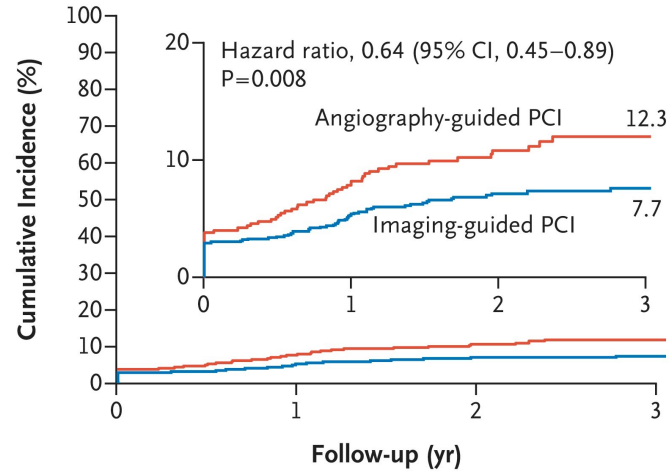 Cumulative Incidence (%)
100
90
80
70
60
50
40
30
20
10
0
20
10
0
Hazard ratio, 0.64 (95% CI, 0.45–0.89)
P=0.008
Angiography-guided PCI
12.3
Imaging-guided PCI
7.7
0 1 2 3
0 1 2 3
Follow-up (yr)